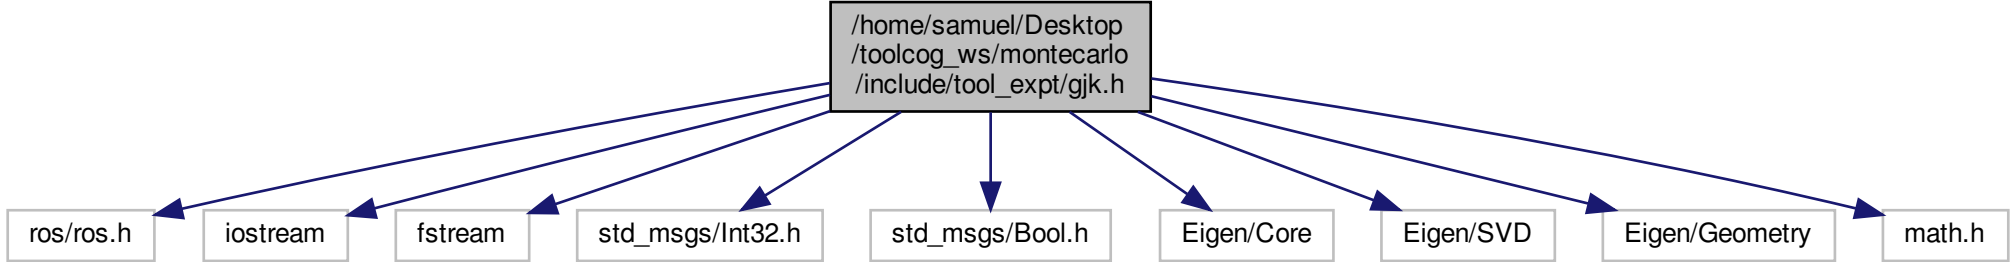 /home/samuel/Desktop
/toolcog_ws/montecarlo
/include/tool_expt/gjk.h
ros/ros.h
iostream
fstream
std_msgs/Int32.h
std_msgs/Bool.h
Eigen/Core
Eigen/SVD
Eigen/Geometry
math.h